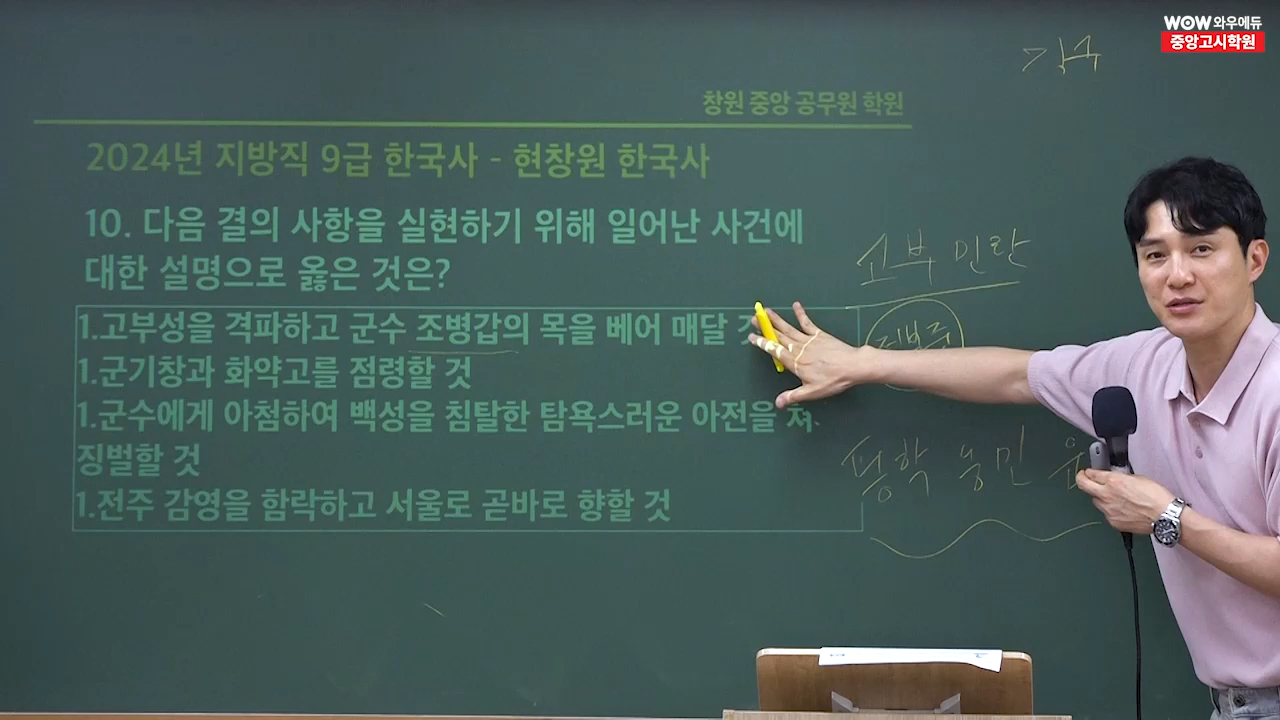 WOW 와우에듀
중앙고시학원
창원 중앙 공무원 학원
2024년 지방직 9급 한국사 - 현창원 한국사
10. 다음 결의 사항을 실현하기 위해 일어난 사건에
대한 설명으로 옳은 것은?
1.고부성을 격파하고 군수 조병갑의 목을 베어 매달
1.군기창과 화약고를 점령할 것
1.군수에게 아첨하여 백성을 침탈한 탐욕스러운 아전을 쳐
징벌할 것
1.전주 감영을 함락하고 서울로 곧바로 향할 것
고부 민란
농민